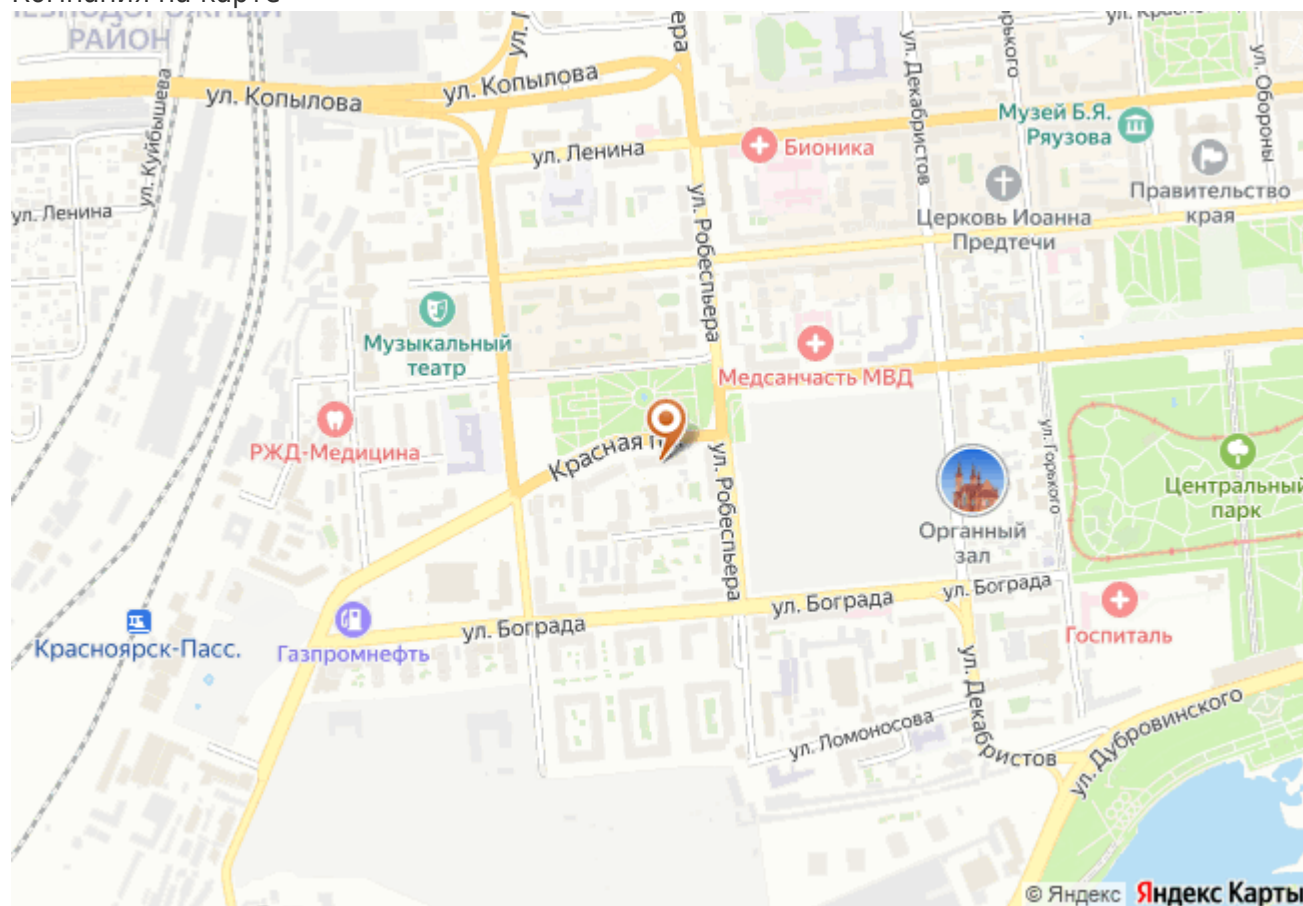 Компания на карте
РАЙОН
ул. Копылова
ул. Копылова
ул. Куйбышева
ул. Ленина
ул. Ленина
Бионика
ул. Декабристов
Музей Б.Я.
Ряузова
ул. Обороны
Правительство
края
Церковь Иоанна
Предтечи
ул. Робеспьера
Музыкальный
театр
Медсанчасть МВД
РЖД-Медицина
Красная
ул. Робеспьера
ул. Горького
Центральный
парк
Органный
зал
ул. Бограда
ул. Бограда
ул. Бограда
Госпиталь
Красноярск-Пасс.
Газпромнефть
ул. Декабристов
ул. Ломоносова
ул. Дубровинского
© Яндекс Яндекс Карты